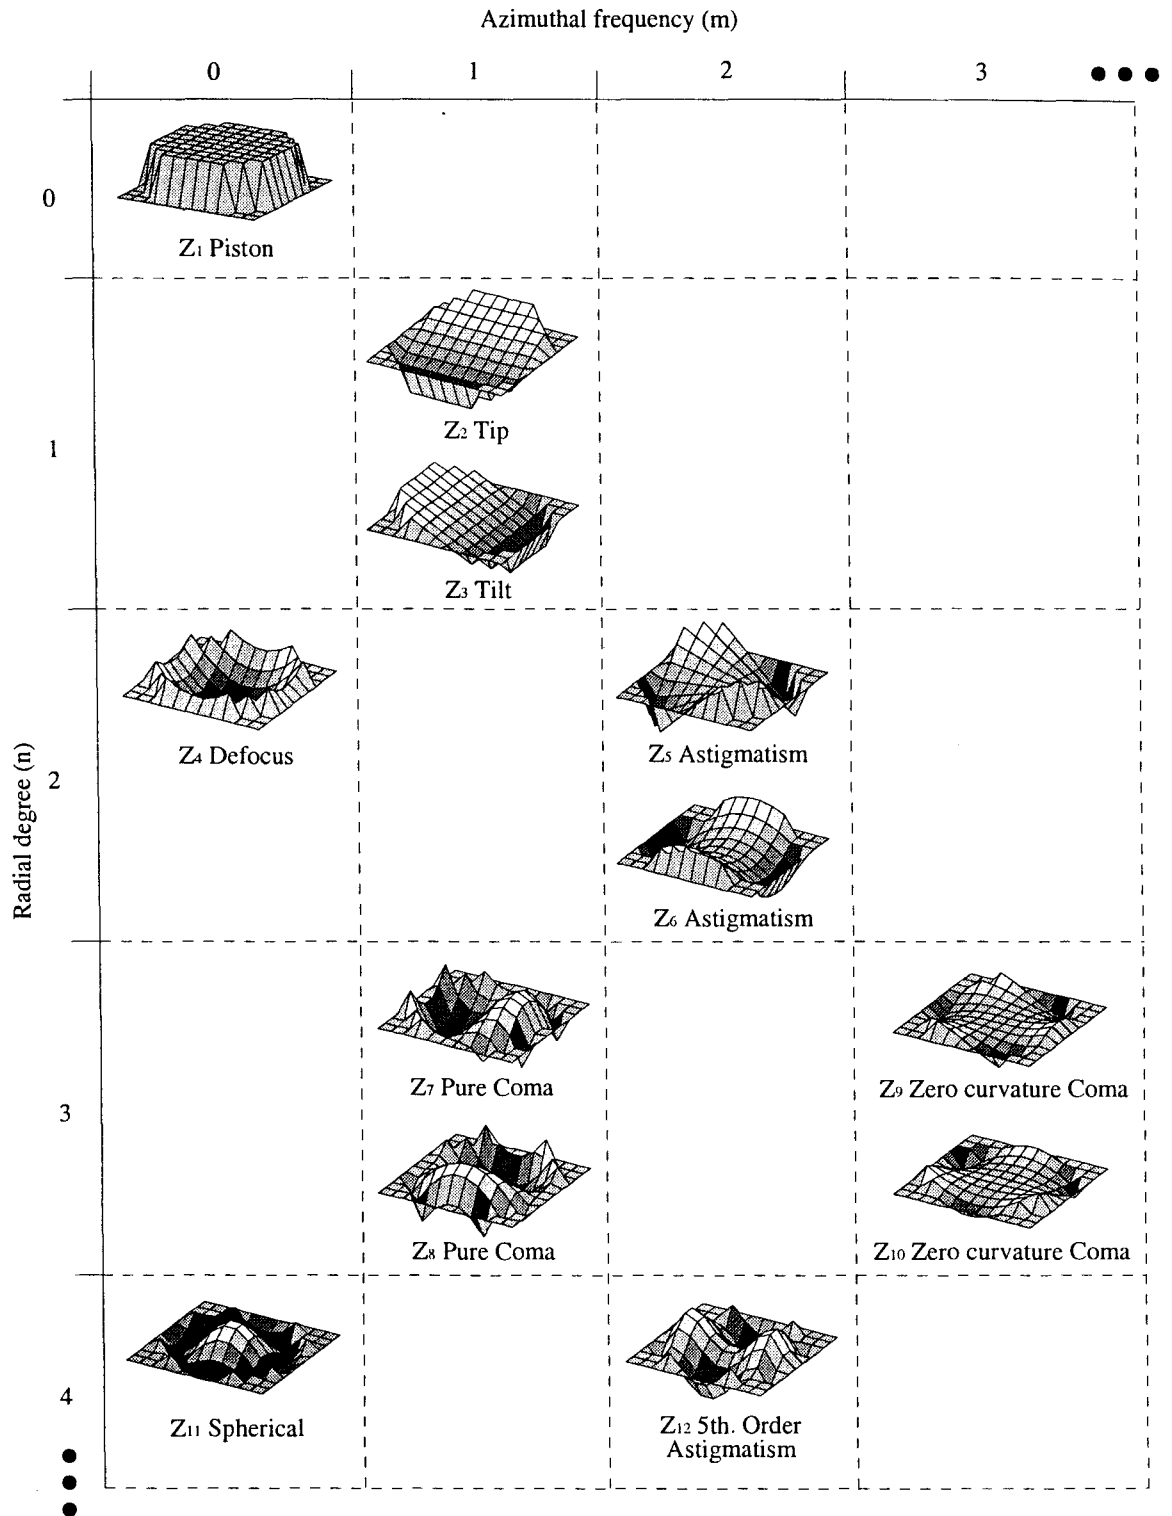 Azimuthal frequency (m)
0 1 2 3
0
Z1 Piston
Z2 Tip
1
Z3 Tilt
Z4 Defocus
Z5 Astigmatism
Radial degree (n)
2
Z6 Astigmatism
Z7 Pure Coma
Z9 Zero curvature Coma
3
Z8 Pure Coma
Z10 Zero curvature Coma
4
Z11 Spherical
Z12 5th. Order
Astigmatism